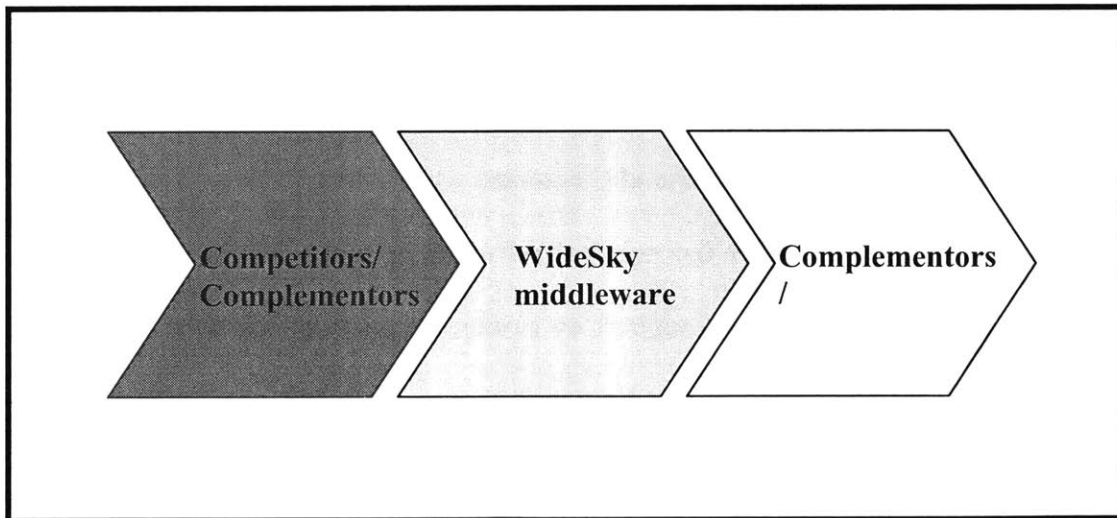 Competitors/
Complementors
WideSky
middleware
Complementors
/